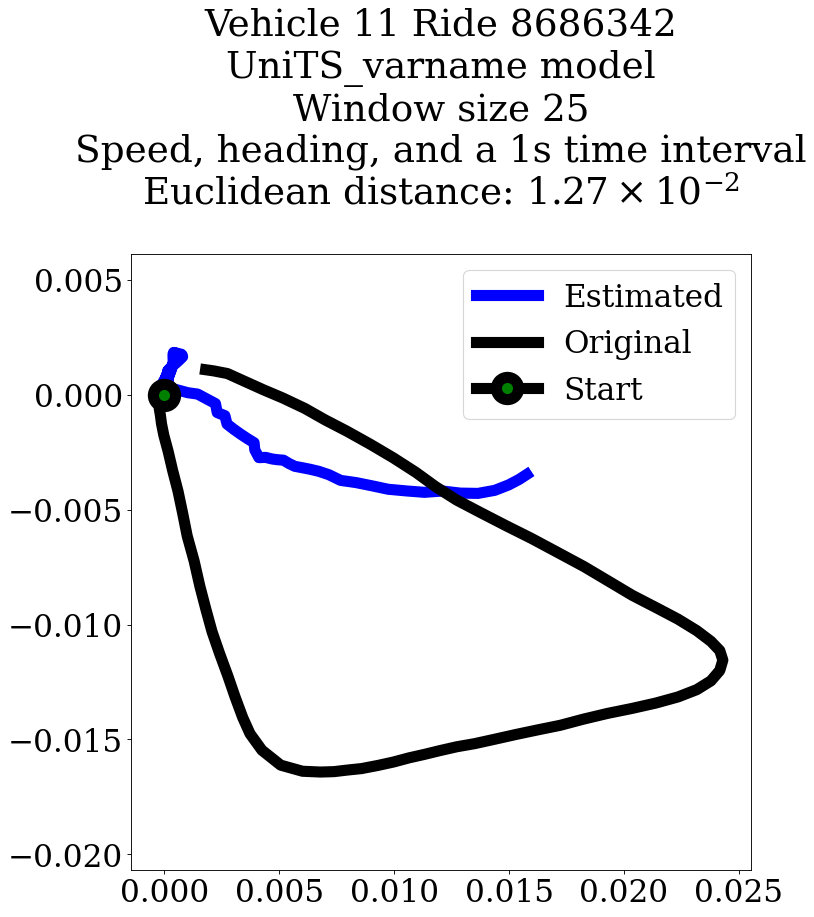 Vehicle 11 Ride 8686342
UniTS_varname model
Window size 25
Speed, heading, and a 1s time interval
Euclidean distance: 1.27 × 10⁻²
Estimated
Original
Start
0.005
0.000
−0.005
−0.010
−0.015
−0.020
0.000 0.005 0.010 0.015 0.020 0.025